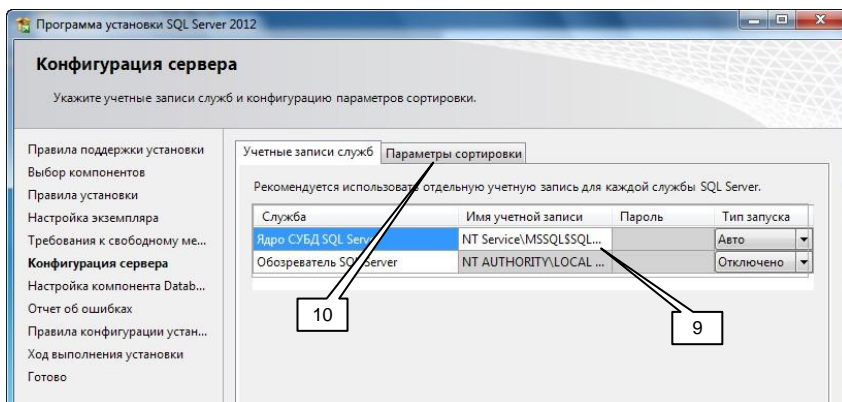 Программа установки SQL Server 2012
Конфигурация сервера
Укажите учетные записи служб и конфигурацию параметров сортировки.
Правила поддержки установки
Выбор компонентов
Правила установки
Настройка экземпляра
Требования к свободному ме...
Конфигурация сервера
Настройка компонента Datab...
Отчет об ошибках
Правила конфигурации устан...
Ход выполнения установки
Готово
Учетные записи служб Параметры сортировки
Рекомендуется использовать отдельную учетную запись для каждой службы SQL Server.
Служба Имя учетной записи Пароль Тип запуска
Ядро СУБД SQL Serv NT Service\MSSQL$SQL... Авто
Обозреватель SQL Server NT AUTHORITY\LOCAL ... Отключено
10
9